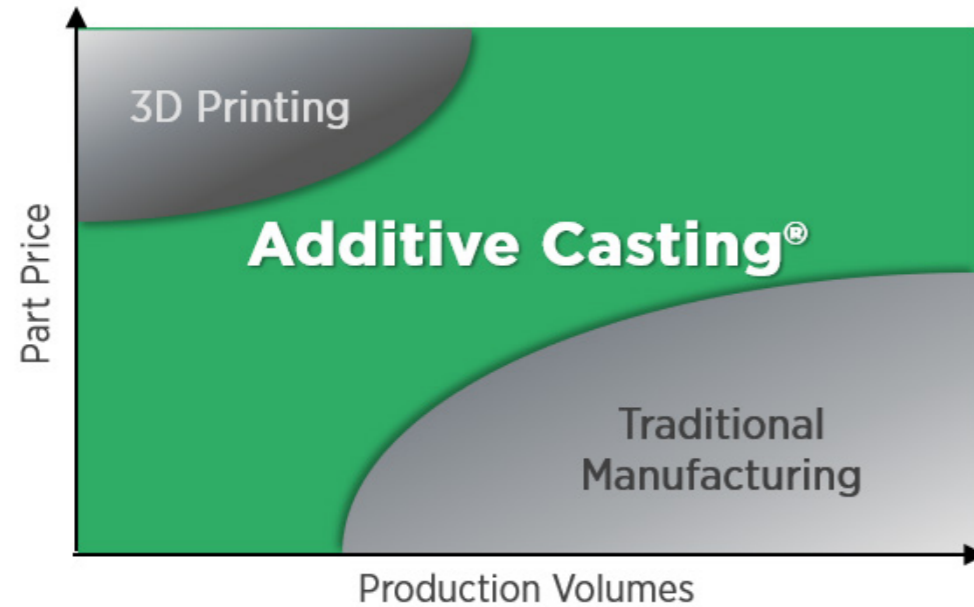 3D Printing
Additive Casting®
Traditional
Manufacturing
Part Price
Production Volumes